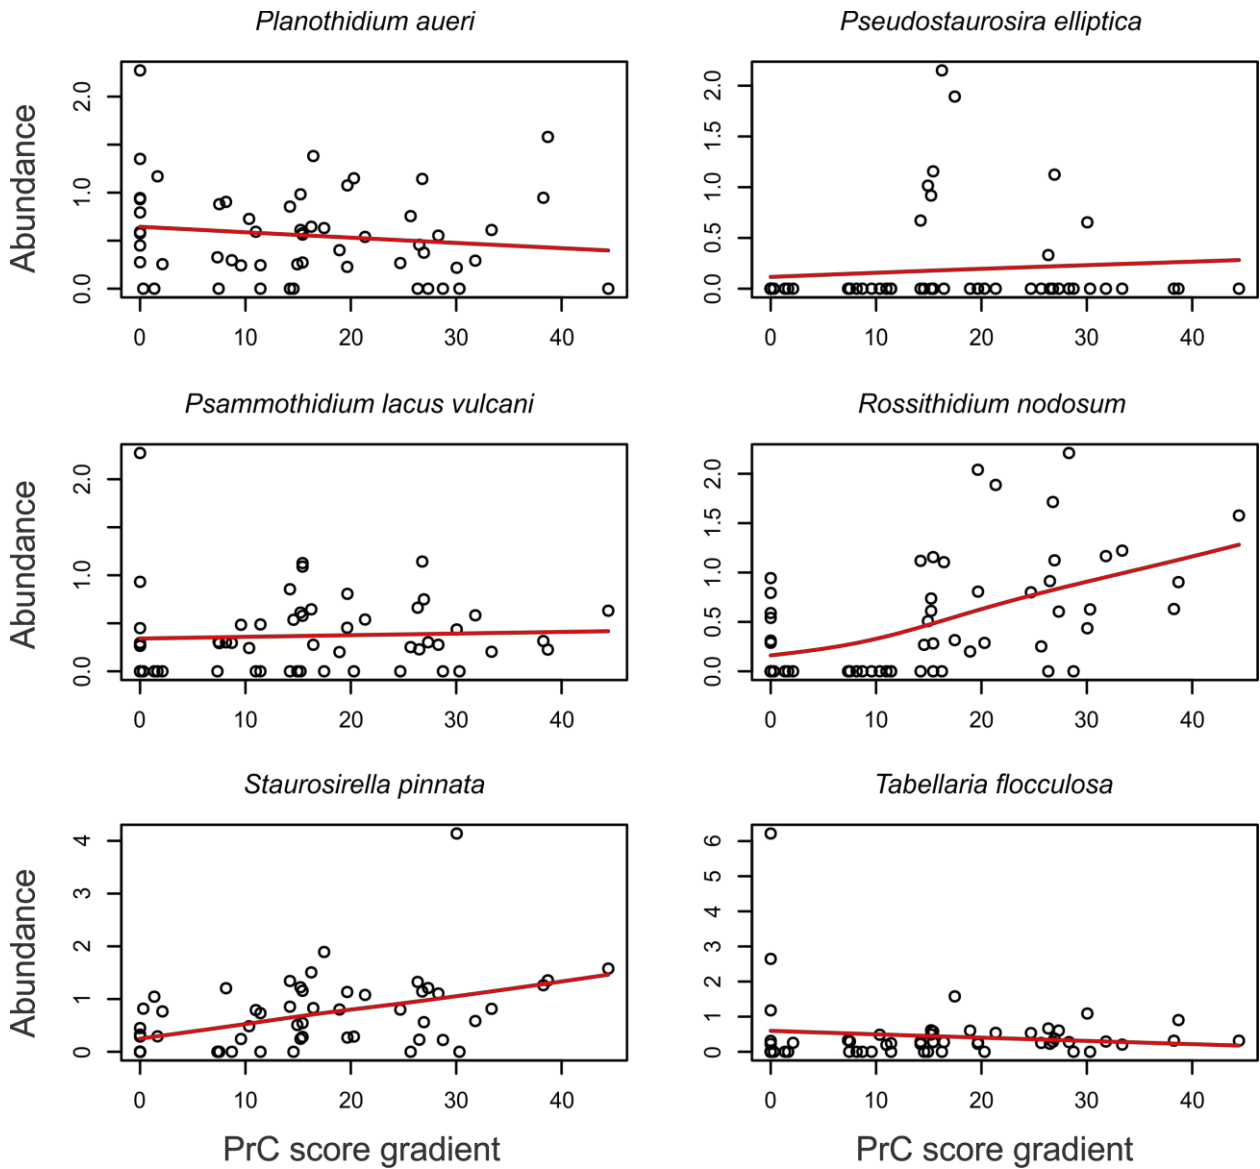 Planothidium aueri
Pseudostaurosira elliptica
Abundance
0.0 1.0 2.0
0 10 20 30 40
0.0 0.5 1.0 1.5 2.0
0 10 20 30 40
Psammothidium lacus vulcani
Rossithidium nodosum
Abundance
0.0 1.0 2.0
0 10 20 30 40
0.0 0.5 1.0 1.5 2.0
0 10 20 30 40
Staurosirella pinnata
Tabellaria flocculosa
Abundance
0 1 2 3 4
0 10 20 30 40
0 1 2 3 4 5 6
0 10 20 30 40
PrC score gradient
PrC score gradient